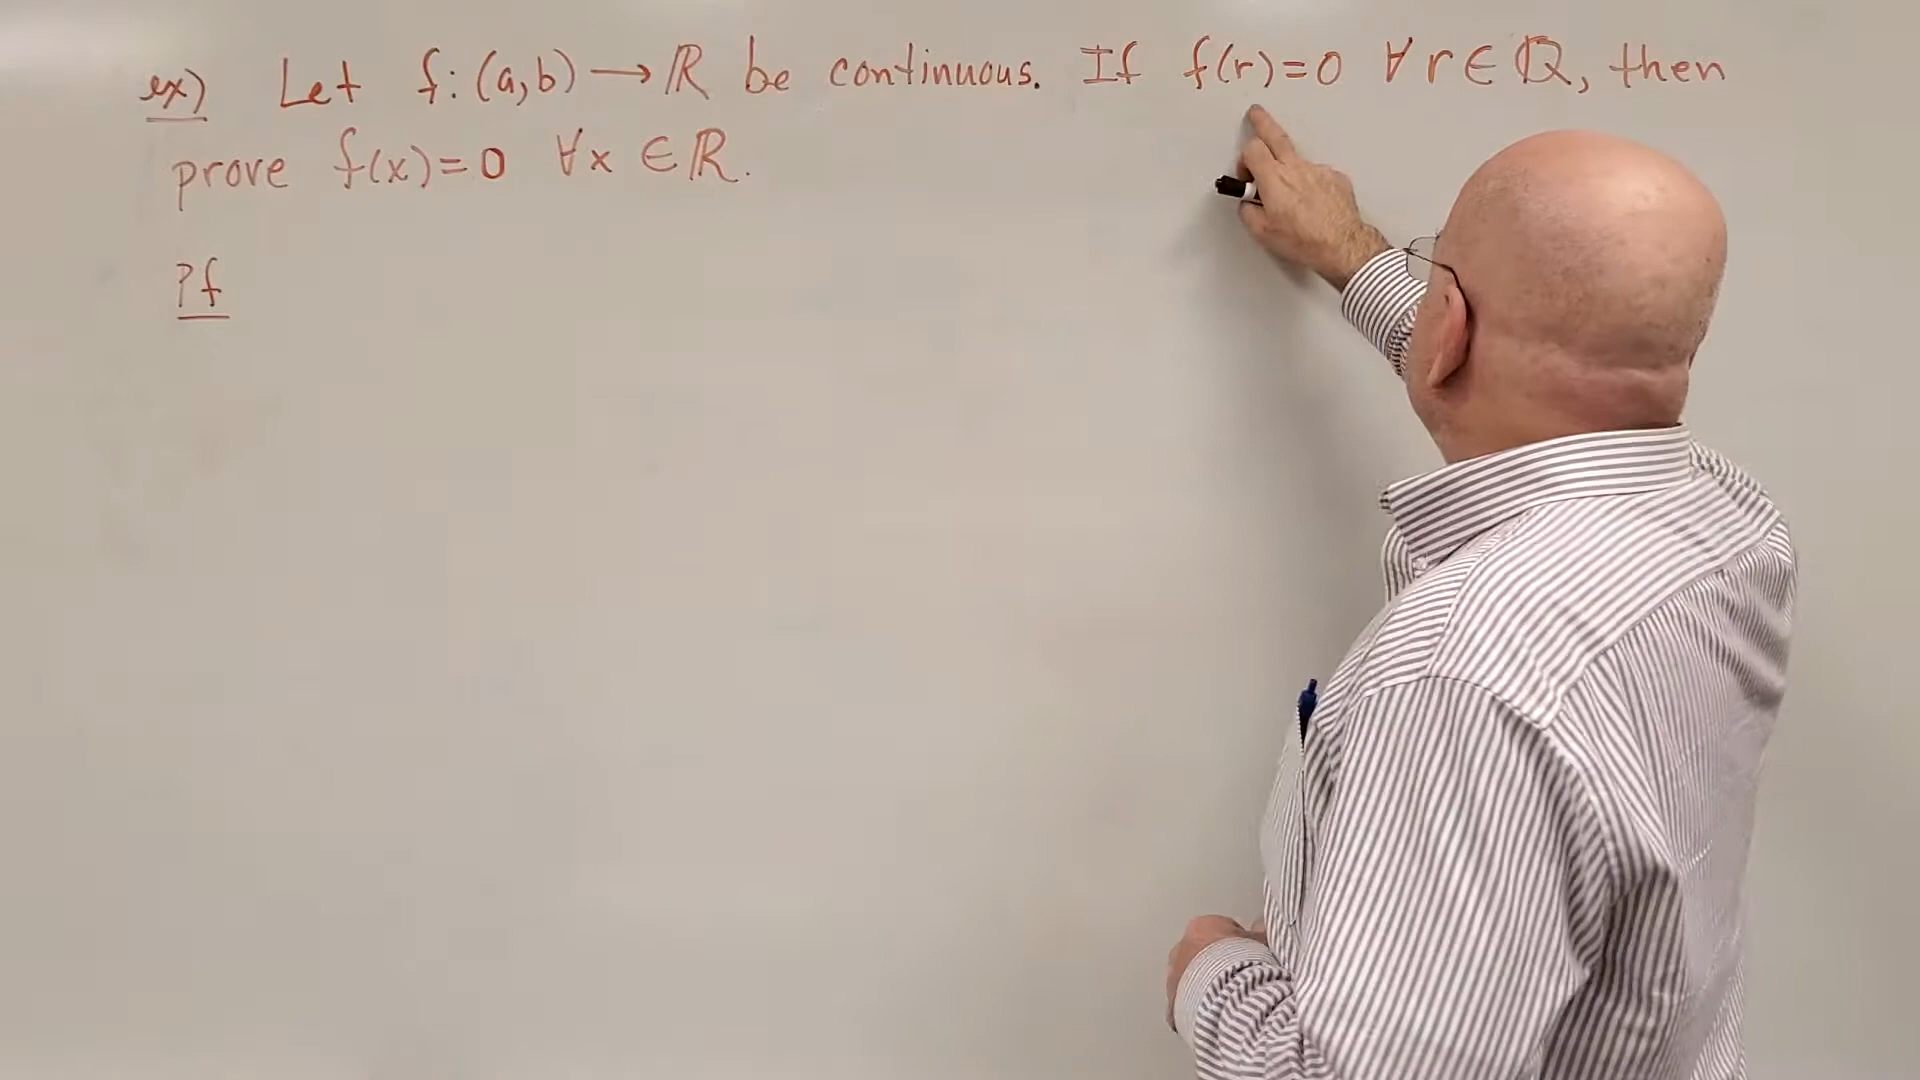 ex) Let f: (a,b) → ℝ be continuous. If f(r)=0 ∀ r ∈ ℚ, then
prove f(x)=0 ∀x ∈ ℝ.
Pf